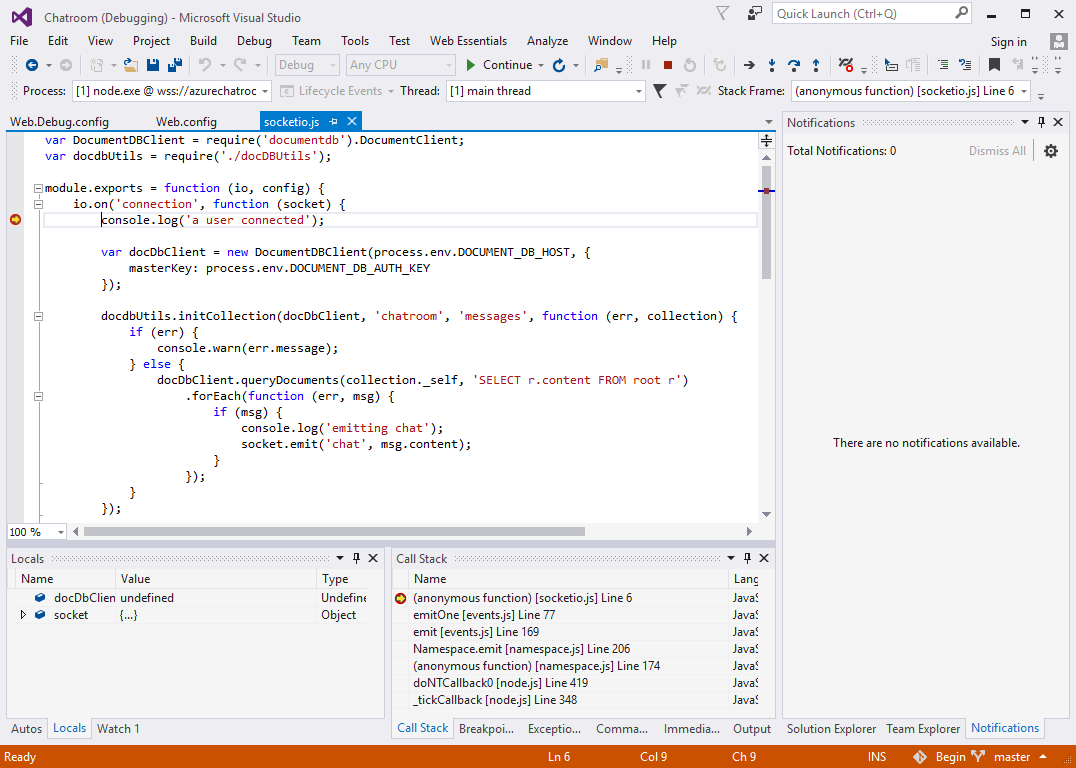 Chatroom (Debugging) - Microsoft Visual Studio
Quick Launch (Ctrl+Q)
File Edit View Project Build Debug Team Tools Test Web Essentials Analyze Window Help Sign in
Debug Any CPU Continue
Process: [1] node.exe @ wss://azurechatroc Lifecycle Events Thread: [1] main thread Stack Frame: (anonymous function) [socketio.js] Line 6
Web.Debug.config Web.config socketio.js
var DocumentDBClient = require('documentdb').DocumentClient;
var docdbUtils = require('./docDBUtils');
module.exports = function (io, config) {
io.on('connection', function (socket) {
console.log('a user connected');
var docDbClient = new DocumentDBClient(process.env.DOCUMENT_DB_HOST, {
masterKey: process.env.DOCUMENT_DB_AUTH_KEY
});
docdbUtils.initCollection(docDbClient, 'chatroom', 'messages', function (err, collection) {
if (err) {
console.warn(err.message);
} else {
docDbClient.queryDocuments(collection._self, 'SELECT r.content FROM root r')
.forEach(function (err, msg) {
if (msg) {
console.log('emitting chat');
socket.emit('chat', msg.content);
}
});
}
});
100 %
Notifications
Total Notifications: 0 Dismiss All
There are no notifications available.
Locals
Name Value Type
docDbClien undefined Undefine
socket {...} Object
Autos Locals Watch 1
Call Stack
Name Lang
(anonymous function) [socketio.js] Line 6 JavaS
emitOne [events.js] Line 77 JavaS
emit [events.js] Line 169 JavaS
Namespace.emit [namespace.js] Line 206 JavaS
(anonymous function) [namespace.js] Line 174 JavaS
doNTCallback0 [node.js] Line 419 JavaS
_tickCallback [node.js] Line 348 JavaS
Call Stack Breakpoi... Exceptio... Comma... Immedia... Output
Solution Explorer Team Explorer Notifications
Ready Ln 6 Col 9 Ch 9 INS Begin master